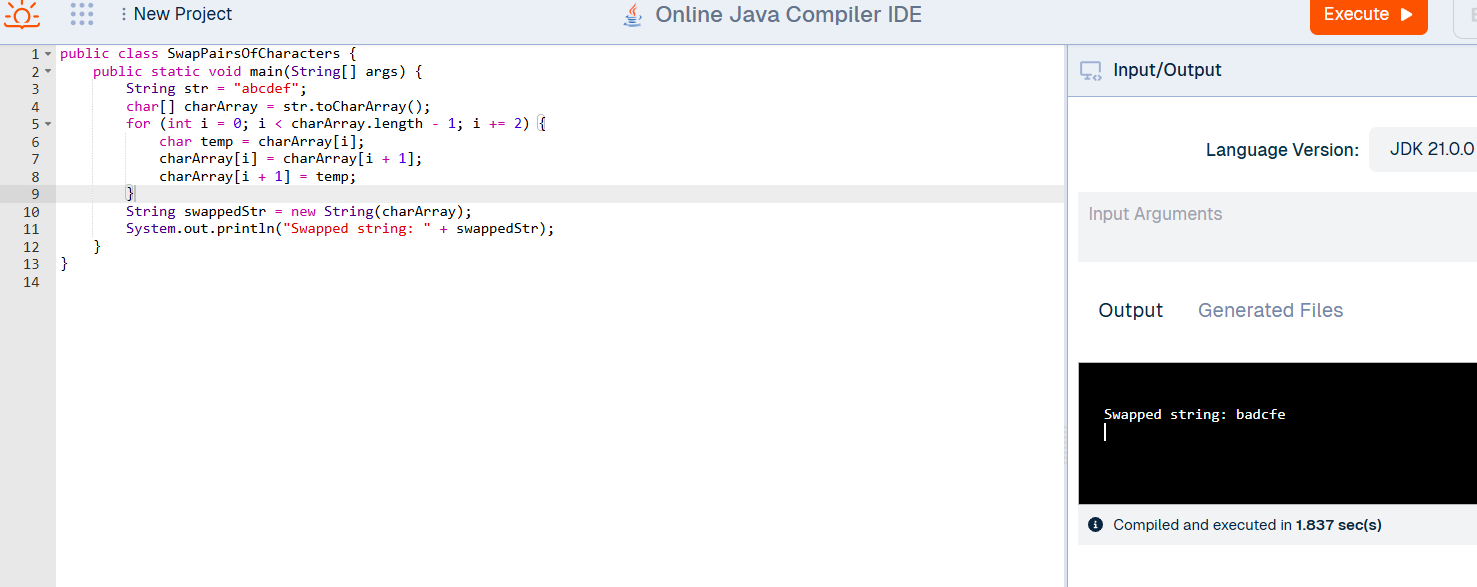 New Project
Online Java Compiler IDE
Execute
1 public class SwapPairsOfCharacters {
2     public static void main(String[] args) {
3         String str = "abcdef";
4         char[] charArray = str.toCharArray();
5         for (int i = 0; i < charArray.length - 1; i += 2) {
6             char temp = charArray[i];
7             charArray[i] = charArray[i + 1];
8             charArray[i + 1] = temp;
9         }
10         String swappedStr = new String(charArray);
11         System.out.println("Swapped string: " + swappedStr);
12     }
13 }
14
Input/Output
Language Version:
JDK 21.0.0
Input Arguments
Output
Generated Files
Swapped string: badcfe
Compiled and executed in 1.837 sec(s)